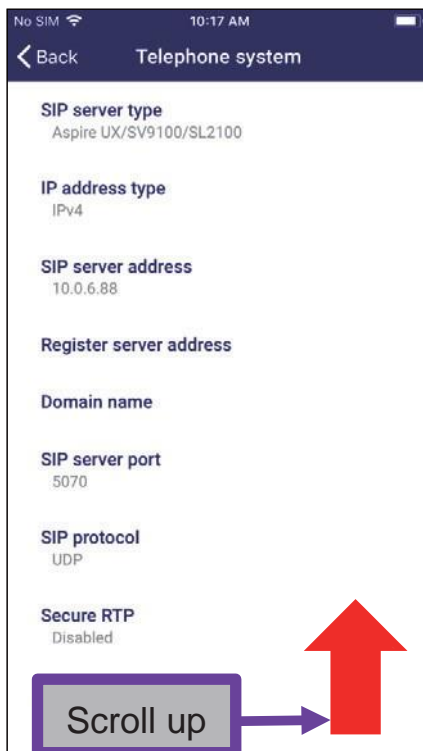 No SIM 10:17 AM
Back Telephone system
SIP server type
Aspire UX/SV9100/SL2100
IP address type
IPv4
SIP server address
10.0.6.88
Register server address
Domain name
SIP server port
5070
SIP protocol
UDP
Secure RTP
Disabled
Scroll up